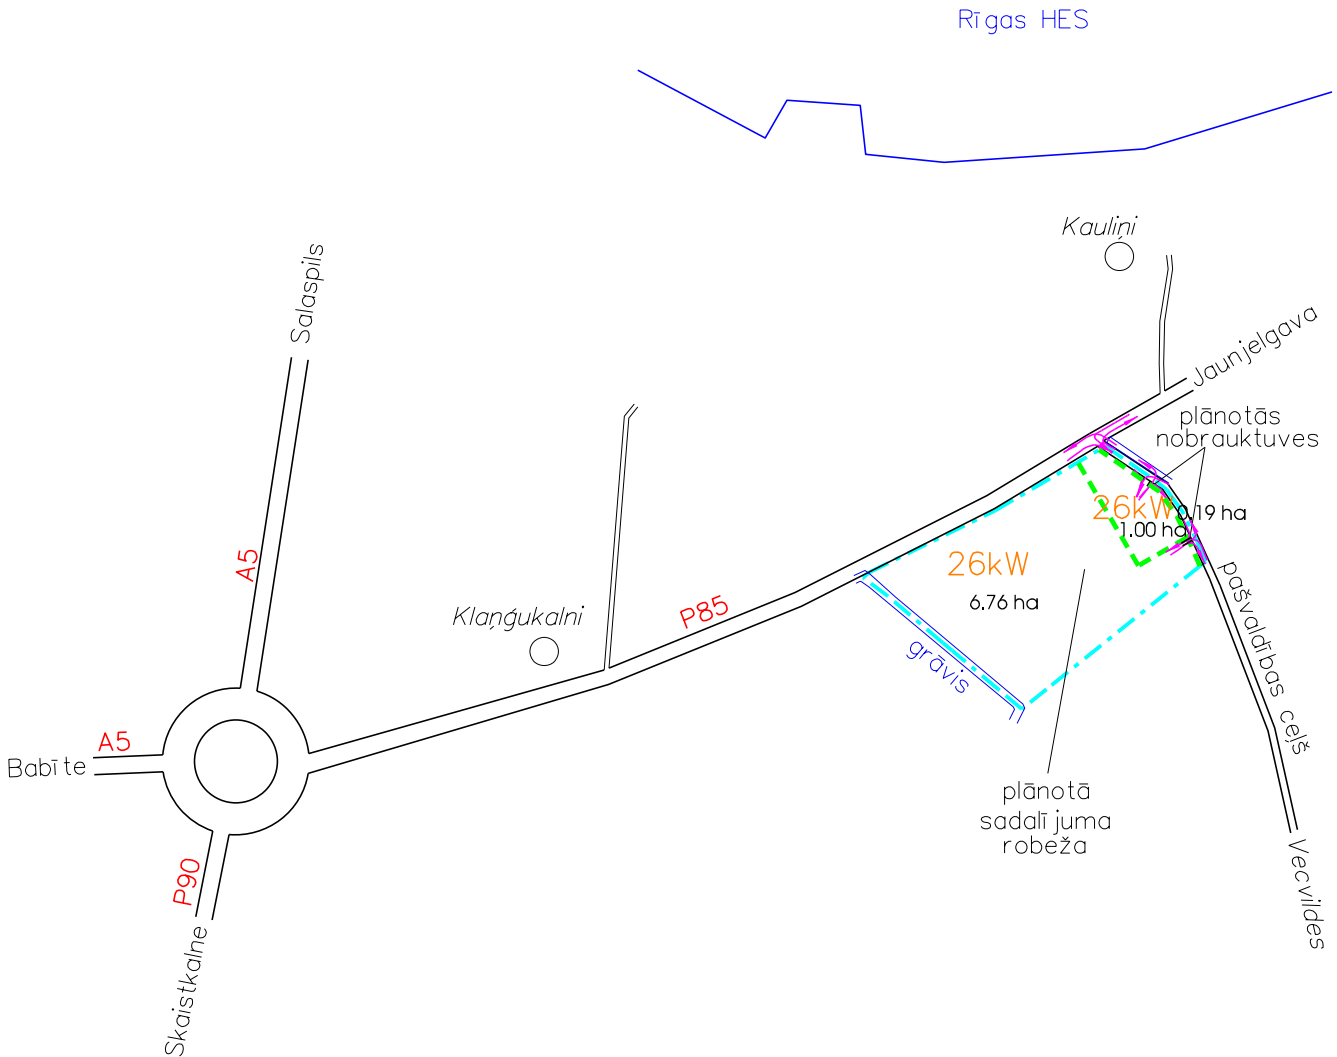 Rīgas HES
Kauliņi
Salaspils
Jaunjelgava
plānotās
nobrauktuves
26kW
0.19 ha
1.00 ha
A5
26kW
6.76 ha
pašvaldības ceļš
Klaņģukalni
P85
grāvis
A5
Babīte
plānotā
sadalījuma
robeža
P90
Vecvildes
Skaistkalne